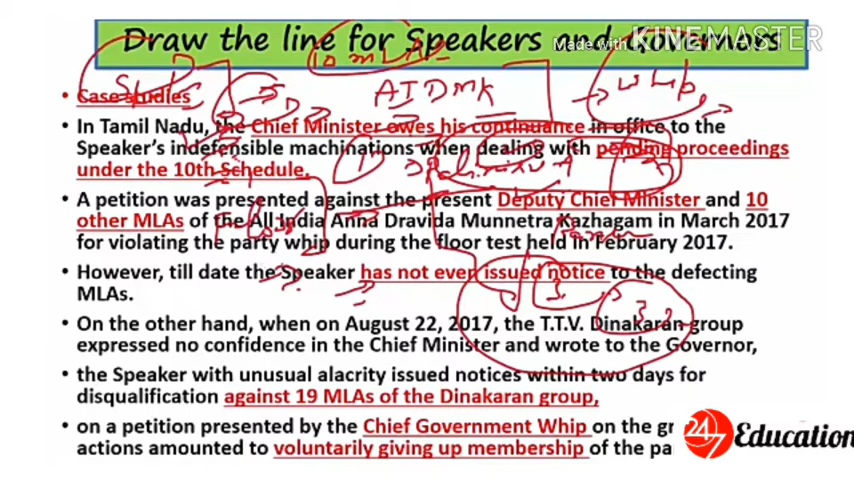 Draw the line for Speakers and Governors
Made with KINEMASTER
10 MLA
AIDMK
whip
• Case studies
• In Tamil Nadu, the Chief Minister owes his continuance in office to the
Speaker's indefensible machinations when dealing with pending proceedings
under the 10th Schedule.
• A petition was presented against the present Deputy Chief Minister and 10
other MLAs of the All India Anna Dravida Munnetra Kazhagam in March 2017
for violating the party whip during the floor test held in February 2017.
• However, till date the Speaker has not even issued notice to the defecting
MLAs.
• On the other hand, when on August 22, 2017, the T.T.V. Dinakaran group
expressed no confidence in the Chief Minister and wrote to the Governor,
• the Speaker with unusual alacrity issued notices within two days for
disqualification against 19 MLAs of the Dinakaran group,
• on a petition presented by the Chief Government Whip on the gr
actions amounted to voluntarily giving up membership of the pa
24/7 Education